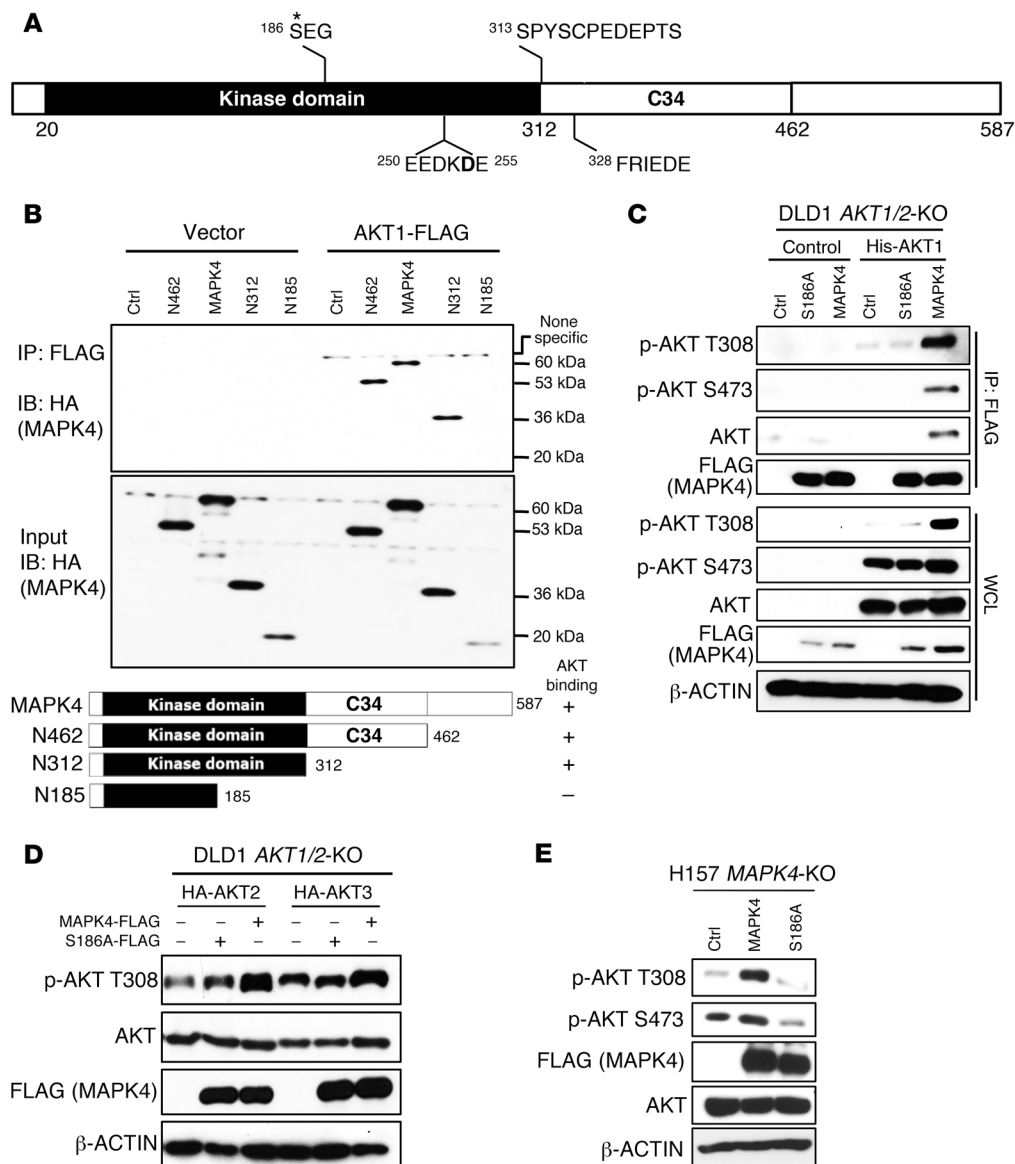 A
*
186 SEG
313 SPYSCPEDEPTS
Kinase domain
C34
20
312
462
587
250 EEDKDE 255
328 FRIEDE
B
Vector
AKT1-FLAG
Ctrl
N462
MAPK4
N312
N185
Ctrl
N462
MAPK4
N312
N185
IP: FLAG
IB: HA
(MAPK4)
None
specific
60 kDa
53 kDa
36 kDa
20 kDa
Input
IB: HA
(MAPK4)
60 kDa
53 kDa
36 kDa
20 kDa
AKT
binding
MAPK4 Kinase domain C34 587 +
N462 Kinase domain C34 462 +
N312 Kinase domain 312 +
N185 185 –
C
DLD1 AKT1/2-KO
Control
His-AKT1
Ctrl
S186A
MAPK4
Ctrl
S186A
MAPK4
p-AKT T308
p-AKT S473
AKT
FLAG
(MAPK4)
IP: FLAG
p-AKT T308
p-AKT S473
AKT
FLAG
(MAPK4)
β-ACTIN
WCL
D
DLD1 AKT1/2-KO
HA-AKT2
HA-AKT3
MAPK4-FLAG – – + – – +
S186A-FLAG – + – – + –
p-AKT T308
AKT
FLAG (MAPK4)
β-ACTIN
E
H157 MAPK4-KO
Ctrl
MAPK4
S186A
p-AKT T308
p-AKT S473
FLAG (MAPK4)
AKT
β-ACTIN